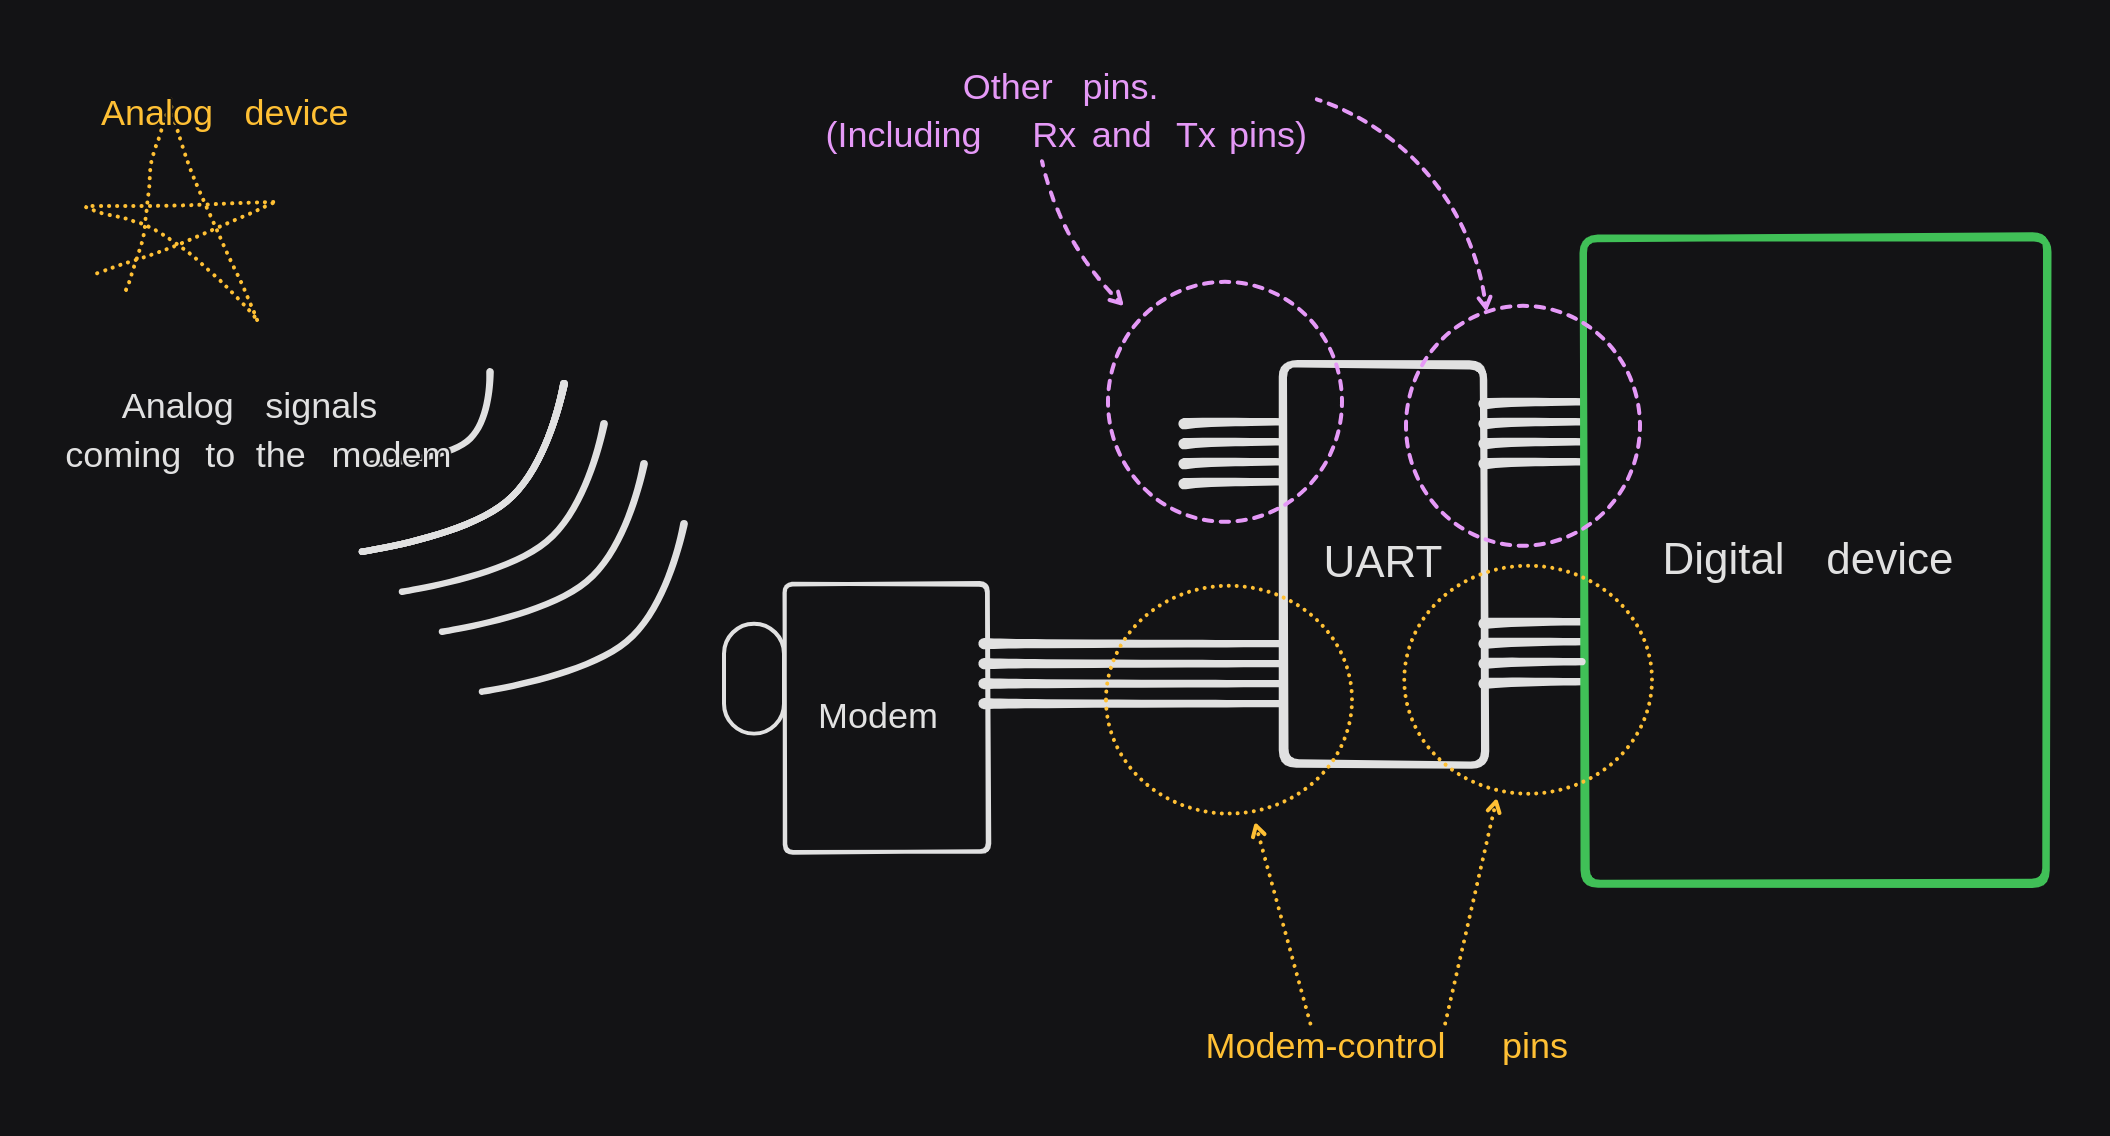 Analog device
Other pins.
(Including Rx and Tx pins)
Analog signals
coming to the modem
UART
Digital device
Modem
Modem-control pins